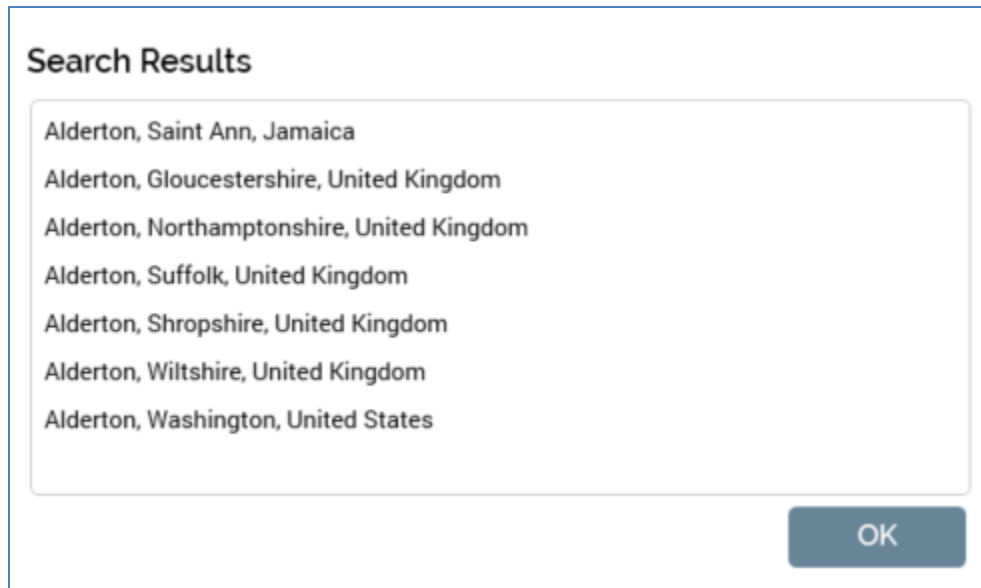 Search Results
Alderton, Saint Ann, Jamaica
Alderton, Gloucestershire, United Kingdom
Alderton, Northamptonshire, United Kingdom
Alderton, Suffolk, United Kingdom
Alderton, Shropshire, United Kingdom
Alderton, Wiltshire, United Kingdom
Alderton, Washington, United States
OK